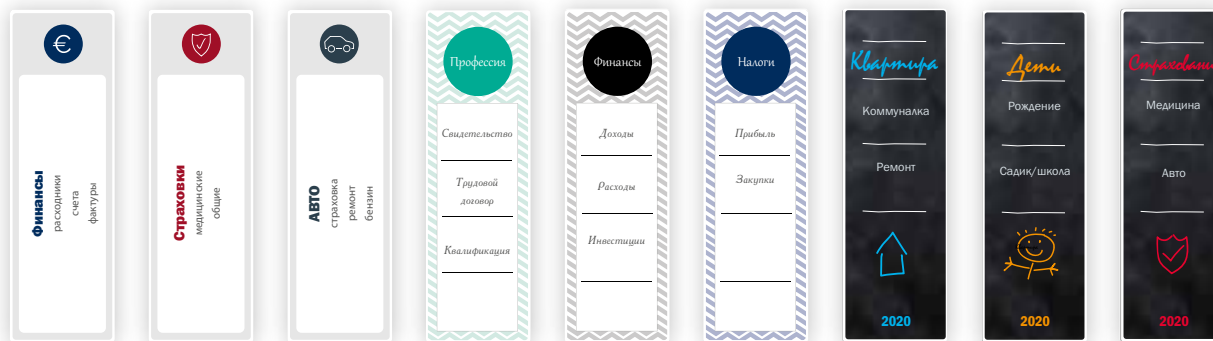 €
Финансы
расходники
счета
фактуры
Страховки
медицинские
общие
АВТО
страховка
ремонт
бензин
Профессия
Свидетельство
Трудовой
договор
Квалификация
Финансы
Доходы
Расходы
Инвестиции
Налоги
Прибыль
Закупки
Квартира
Коммуналка
Ремонт
2020
Дети
Рождение
Садик/школа
2020
Страховани
Медицина
Авто
2020